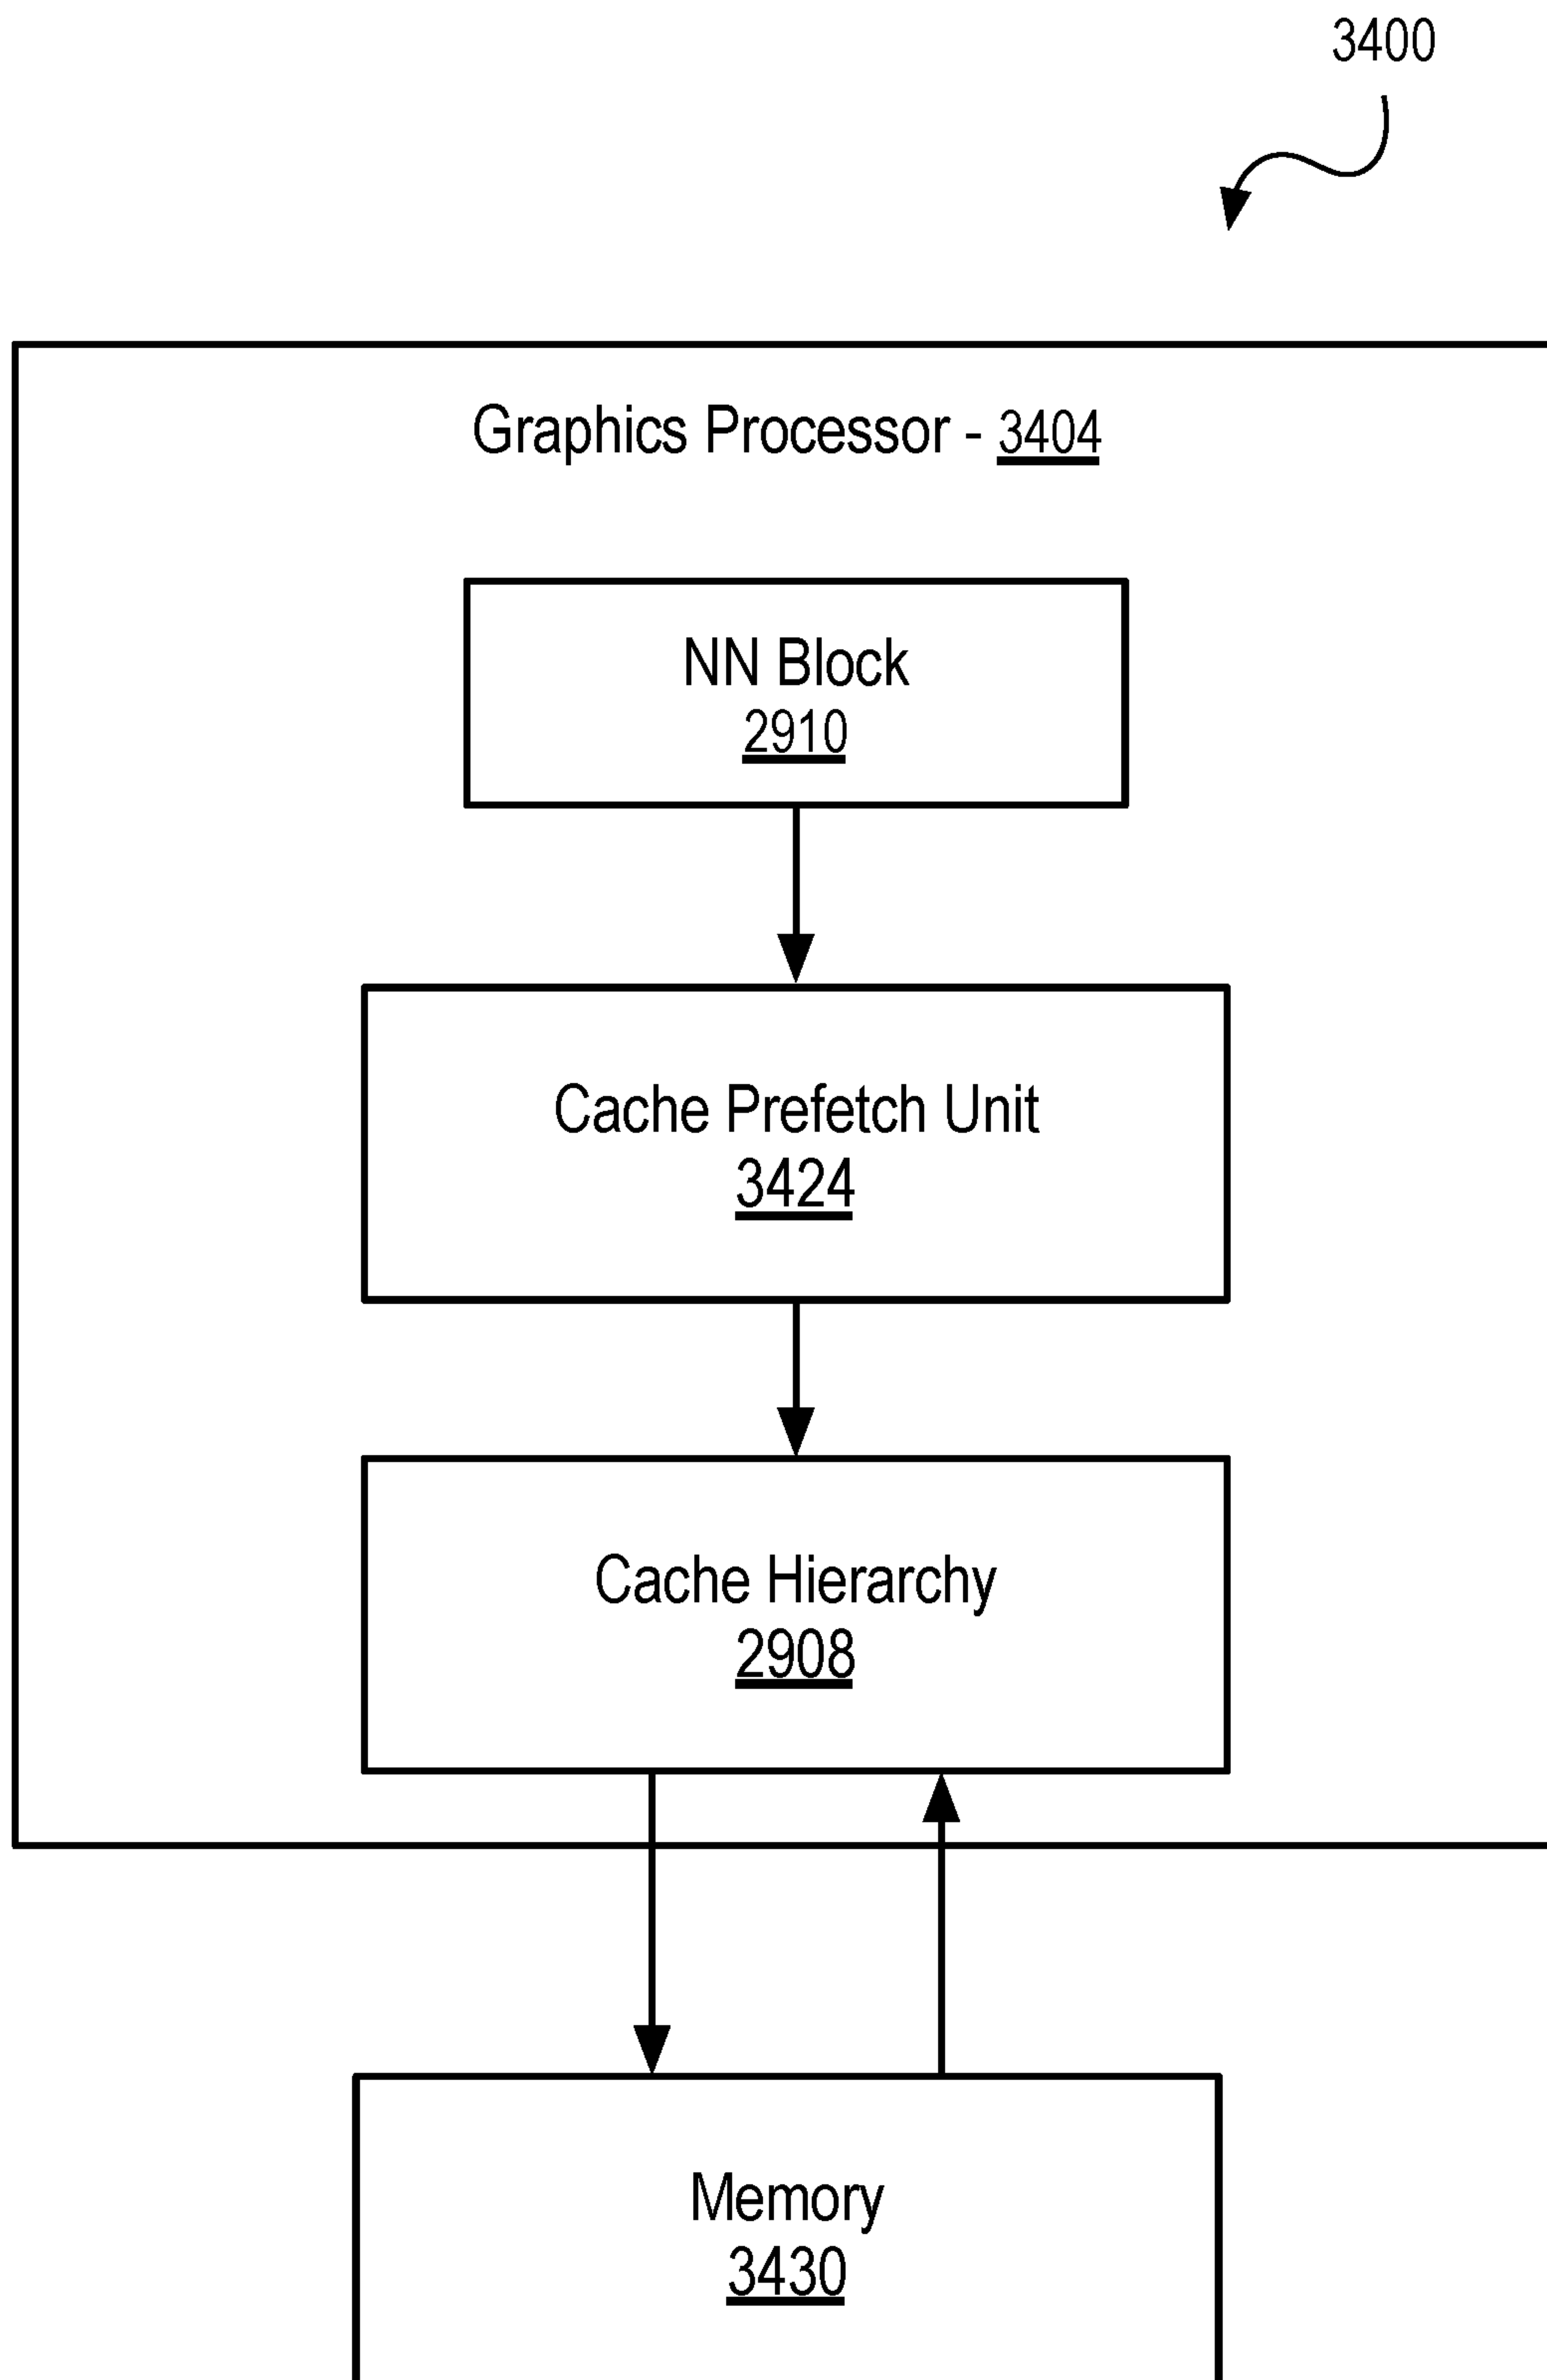 3400
Graphics Processor - 3404
NN Block
2910
Cache Prefetch Unit
3424
Cache Hierarchy
2908
Memory
3430